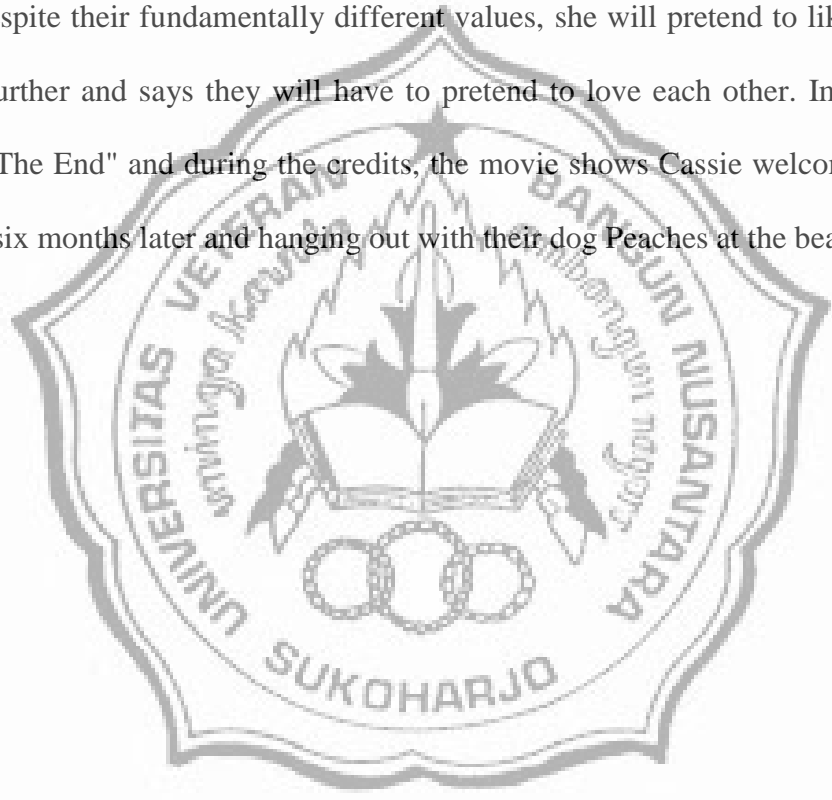 spite their fundamentally different values, she will pretend to lik
urther and says they will have to pretend to love each other. In
The End" and during the credits, the movie shows Cassie welcor
six months later and hanging out with their dog Peaches at the bea
UNIVERSITAS VETERAN BANGUN NUSANTARA
SUKOHARJO